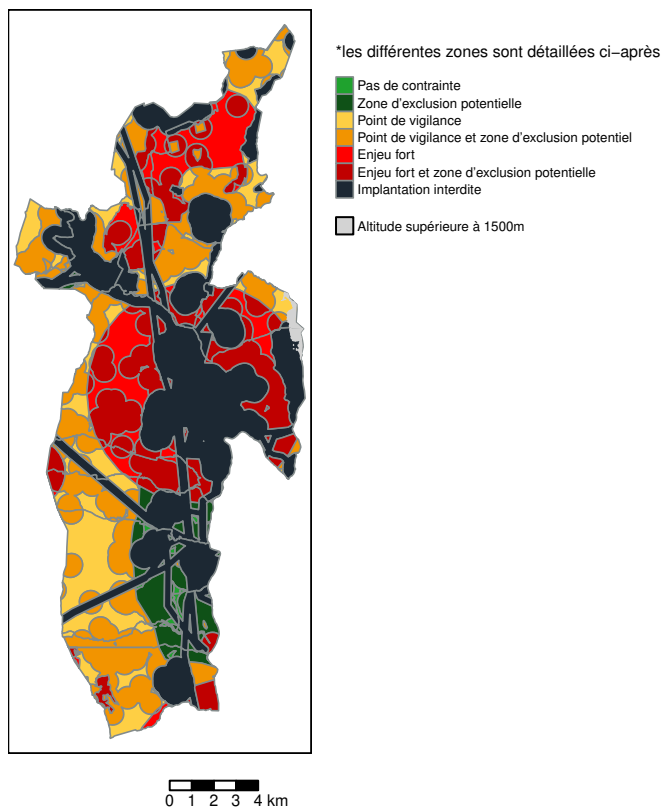 *les différentes zones sont détaillées ci-après
Pas de contrainte
Zone d'exclusion potentielle
Point de vigilance
Point de vigilance et zone d'exclusion potentiel
Enjeu fort
Enjeu fort et zone d'exclusion potentielle
Implantation interdite
Altitude supérieure à 1500m
0 1 2 3 4 km